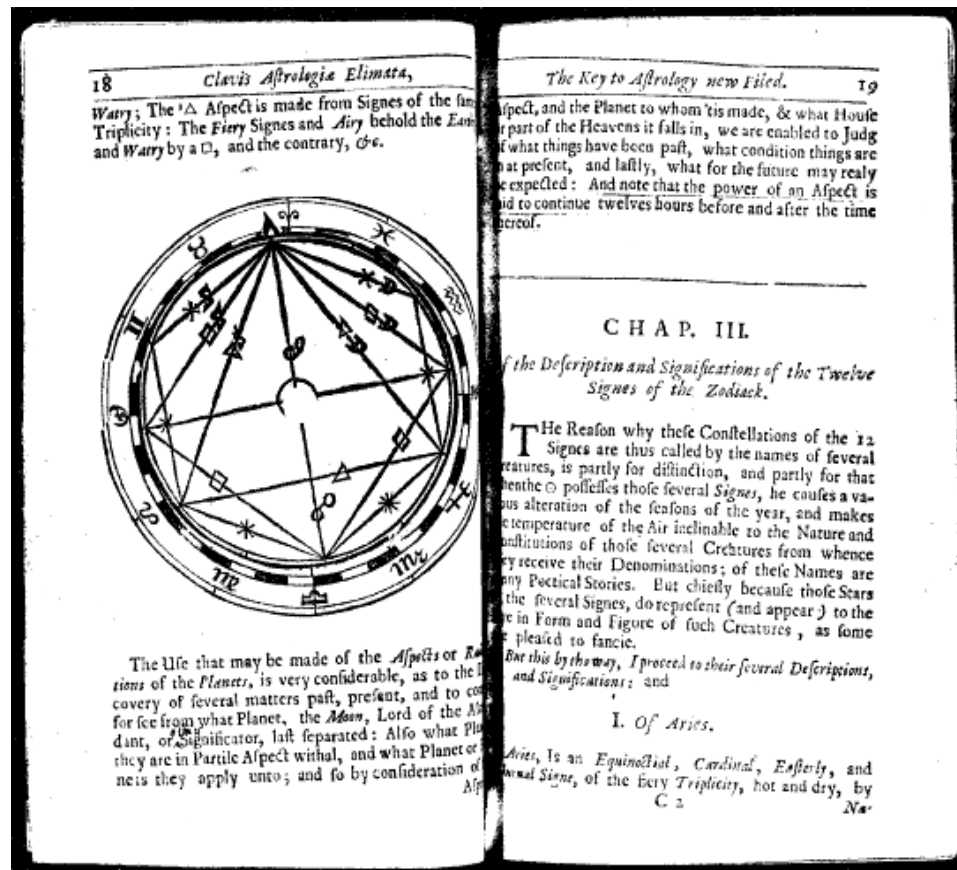 18 Clavis Aſtrologiæ Elimata,
Watry; The △ Aſpect is made from Signes of the
Triplicity: The Fiery Signes and Airy behold the
and Watry by a □, and the contrary, &c.
♈
♓
♒
♐
♏
♎
♍
♌
♋
♊
♉
The Uſe that may be made of the Aſpects or
tions of the Planets, is very conſiderable, as to the
covery of ſeveral matters paſt, preſent, and to
for ſee from what Planet, the Moon, Lord of the
dant, or Significator, laſt ſeparated: Alſo what
they are in Partile Aſpect withal, and what Planet or
neis they apply unto; and ſo by conſideration of
The Key to Aſtrology new Filed. 19
Aſpect, and the Planet to whom 'tis made, & what Houſe
part of the Heavens it falls in, we are enabled to Judg
what things have been paſt, what condition things are
at preſent, and laſtly, what for the future may realy
expected: And note that the power of an Aſpect is
to continue twelves hours before and after the time
hereof.
CHAP. III.
the Deſcription and Significations of the Twelve
Signes of the Zodiack.
THe Reaſon why theſe Conſtellations of the 12
Signes are thus called by the names of ſeveral
reatures, is partly for diſtinction, and partly for that
the ☉ poſſeſſes thoſe ſeveral Signes, he cauſes a va-
ous alteration of the ſeaſons of the year, and makes
temperature of the Air inclinable to the Nature and
onſtitutions of thoſe ſeveral Creatures from whence
they receive their Denominations; of theſe Names are
many Poetical Stories. But chiefly becauſe thoſe Stars
the ſeveral Signes, do repreſent (and appear) to the
in Form and Figure of ſuch Creatures, as ſome
pleaſed to fancie.
But this by the way, I proceed to their ſeveral Deſcriptions,
and Significations: and
I. Of Aries.
Aries, Is an Equinoctial, Cardinal, Eaſterly, and
Signe, of the fiery Triplicity, hot and dry, by
C 2 Na-